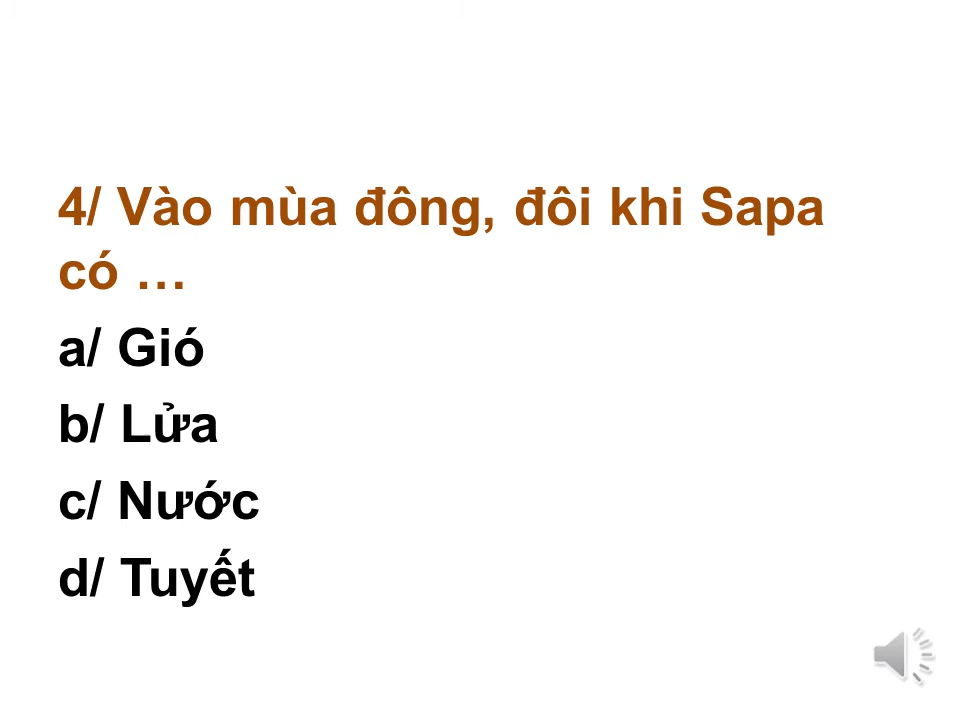 4/ Vào mùa đông, đôi khi Sapa
có …
a/ Gió
b/ Lửa
c/ Nước
d/ Tuyết